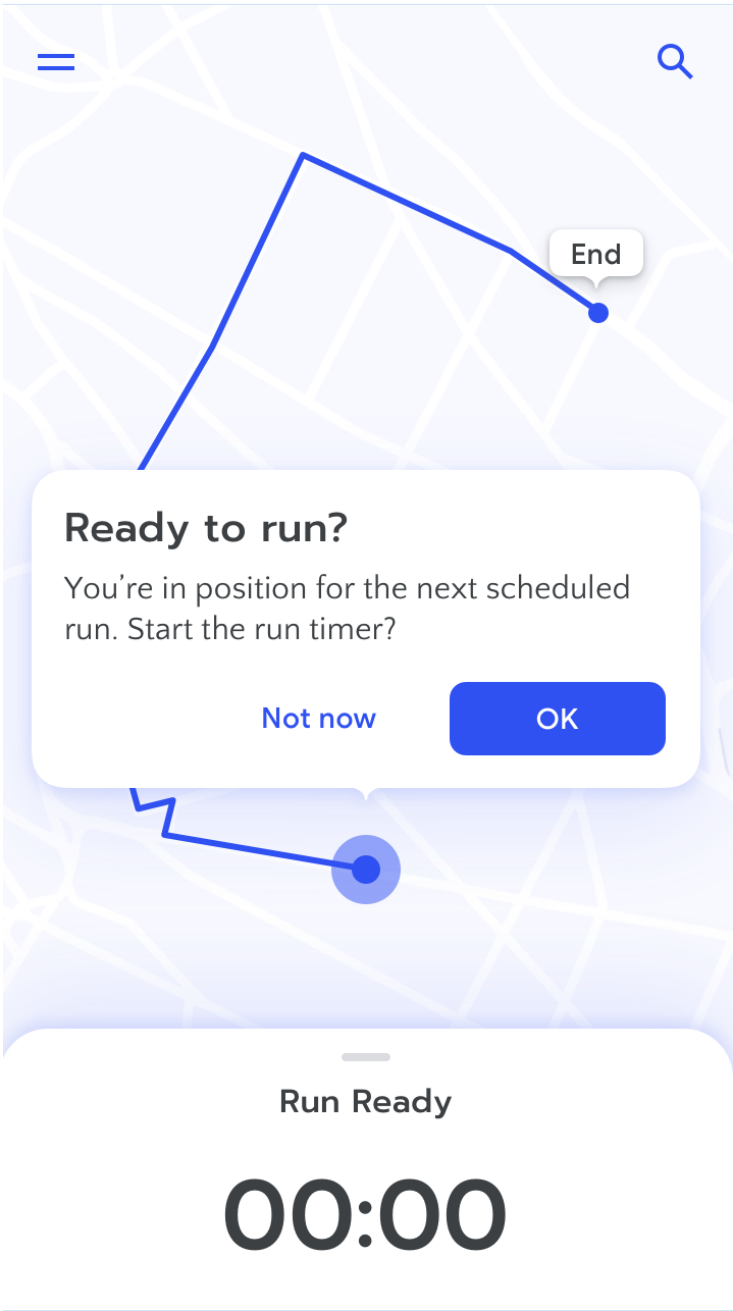 End
Ready to run?
You’re in position for the next scheduled
run. Start the run timer?
Not now
OK
Run Ready
00:00